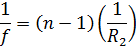 1/f = (n − 1) (1/R₂)